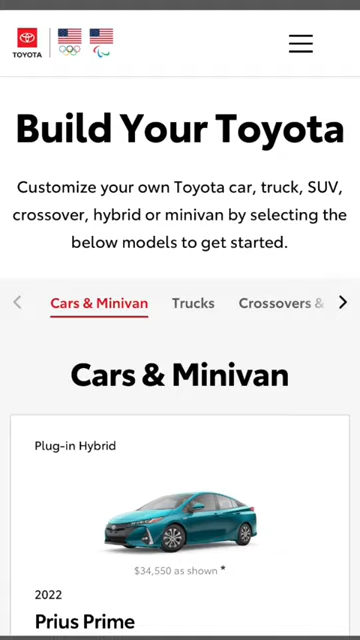 TOYOTA
Build Your Toyota
Customize your own Toyota car, truck, SUV,
crossover, hybrid or minivan by selecting the
below models to get started.
Cars & Minivan Trucks Crossovers &
Cars & Minivan
Plug-in Hybrid
$34,550 as shown *
2022
Prius Prime